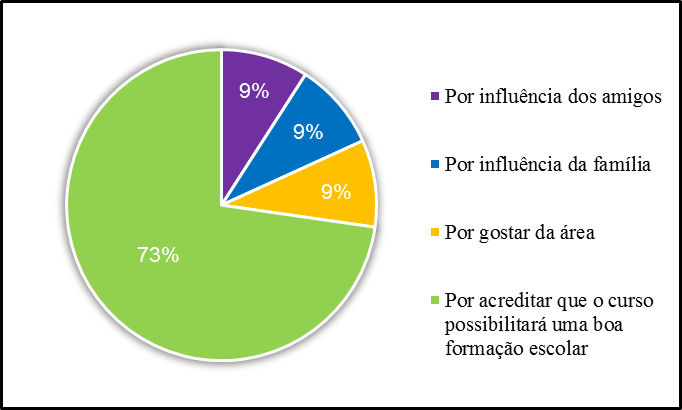 9%
9%
9%
73%
Por influência dos amigos
Por influência da família
Por gostar da área
Por acreditar que o curso
possibilitará uma boa
formação escolar